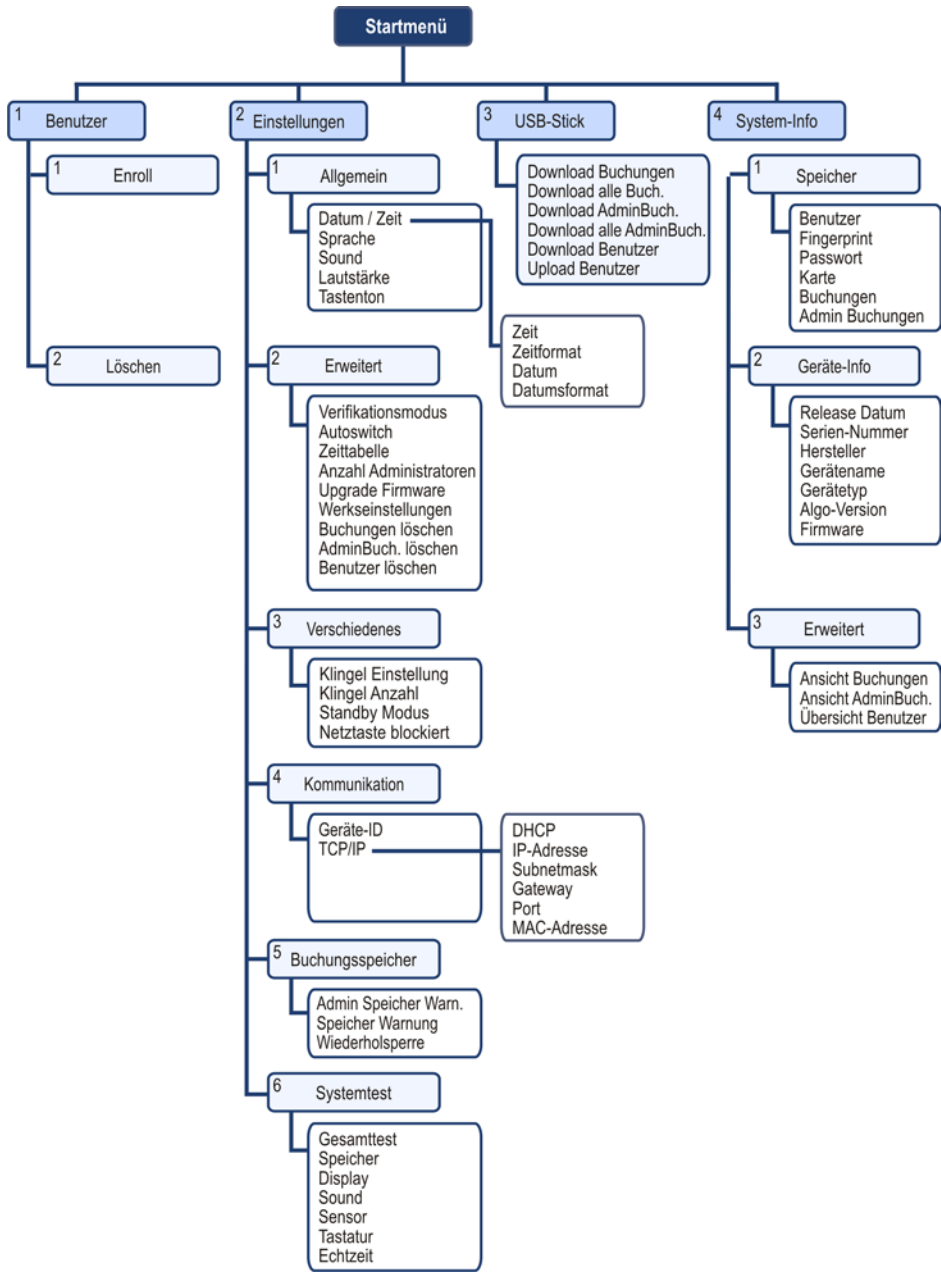 Startmenü
1
Benutzer
1
Enroll
2
Löschen
2
Einstellungen
1
Allgemein
Datum / Zeit
Sprache
Sound
Lautstärke
Tastenton
Zeit
Zeitformat
Datum
Datumsformat
2
Erweitert
Verifikationsmodus
Autoswitch
Zeittabelle
Anzahl Administratoren
Upgrade Firmware
Werkseinstellungen
Buchungen löschen
AdminBuch. löschen
Benutzer löschen
3
Verschiedenes
Klingel Einstellung
Klingel Anzahl
Standby Modus
Netztaste blockiert
4
Kommunikation
Geräte-ID
TCP/IP
DHCP
IP-Adresse
Subnetmask
Gateway
Port
MAC-Adresse
5
Buchungsspeicher
Admin Speicher Warn.
Speicher Warnung
Wiederholsperre
6
Systemtest
Gesamttest
Speicher
Display
Sound
Sensor
Tastatur
Echtzeit
3
USB-Stick
Download Buchungen
Download alle Buch.
Download AdminBuch.
Download alle AdminBuch.
Download Benutzer
Upload Benutzer
4
System-Info
1
Speicher
Benutzer
Fingerprint
Passwort
Karte
Buchungen
Admin Buchungen
2
Geräte-Info
Release Datum
Serien-Nummer
Hersteller
Gerätename
Gerätetyp
Algo-Version
Firmware
3
Erweitert
Ansicht Buchungen
Ansicht AdminBuch.
Übersicht Benutzer